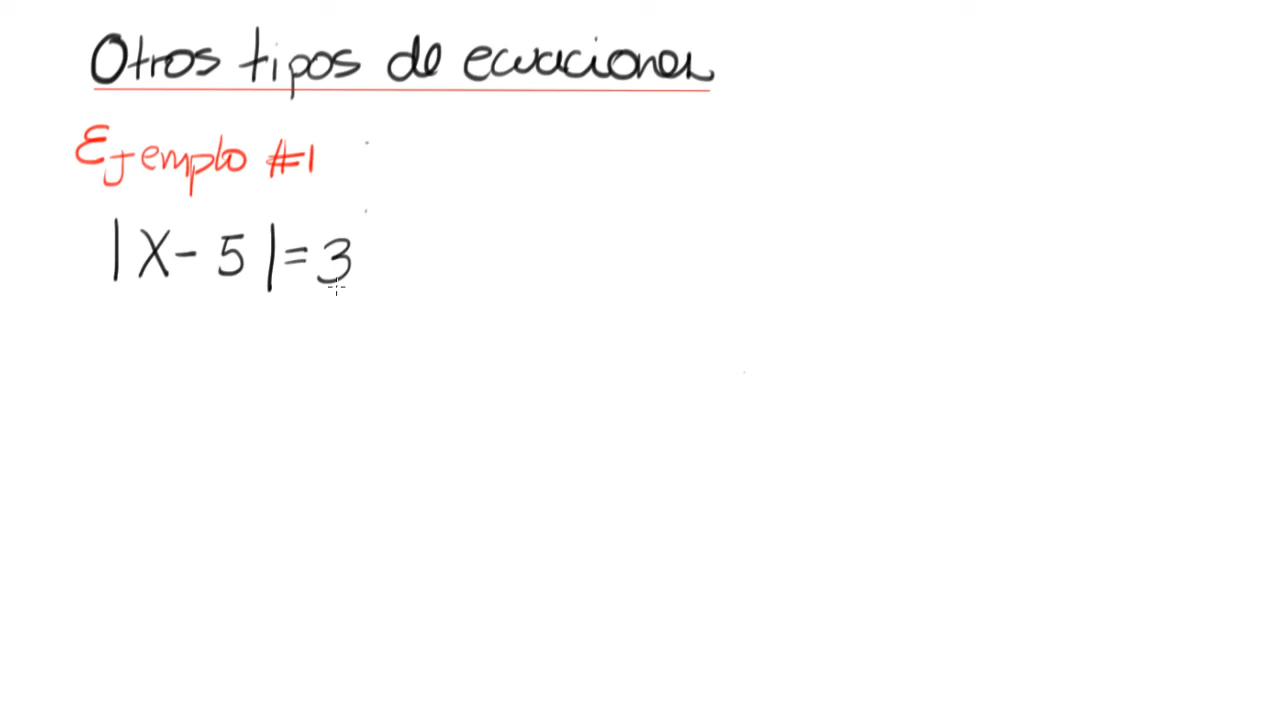 Otros tipos de ecuaciones
Ejemplo #1
|X - 5| = 3